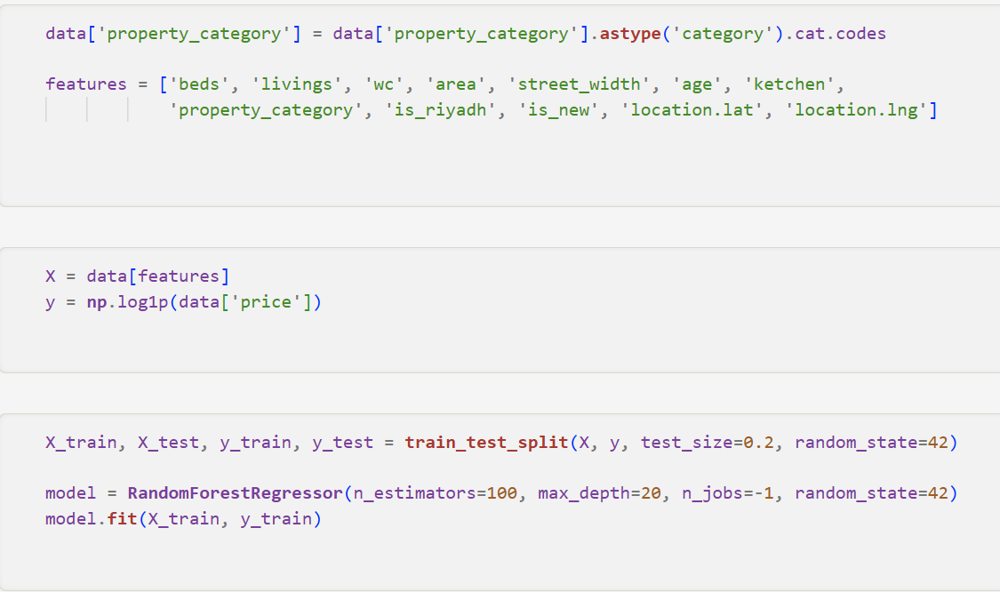 data['property_category'] = data['property_category'].astype('category').cat.codes
features = ['beds', 'livings', 'wc', 'area', 'street_width', 'age', 'ketchen',
'property_category', 'is_riyadh', 'is_new', 'location.lat', 'location.lng']
X = data[features]
y = np.log1p(data['price'])
X_train, X_test, y_train, y_test = train_test_split(X, y, test_size=0.2, random_state=42)
model = RandomForestRegressor(n_estimators=100, max_depth=20, n_jobs=-1, random_state=42)
model.fit(X_train, y_train)